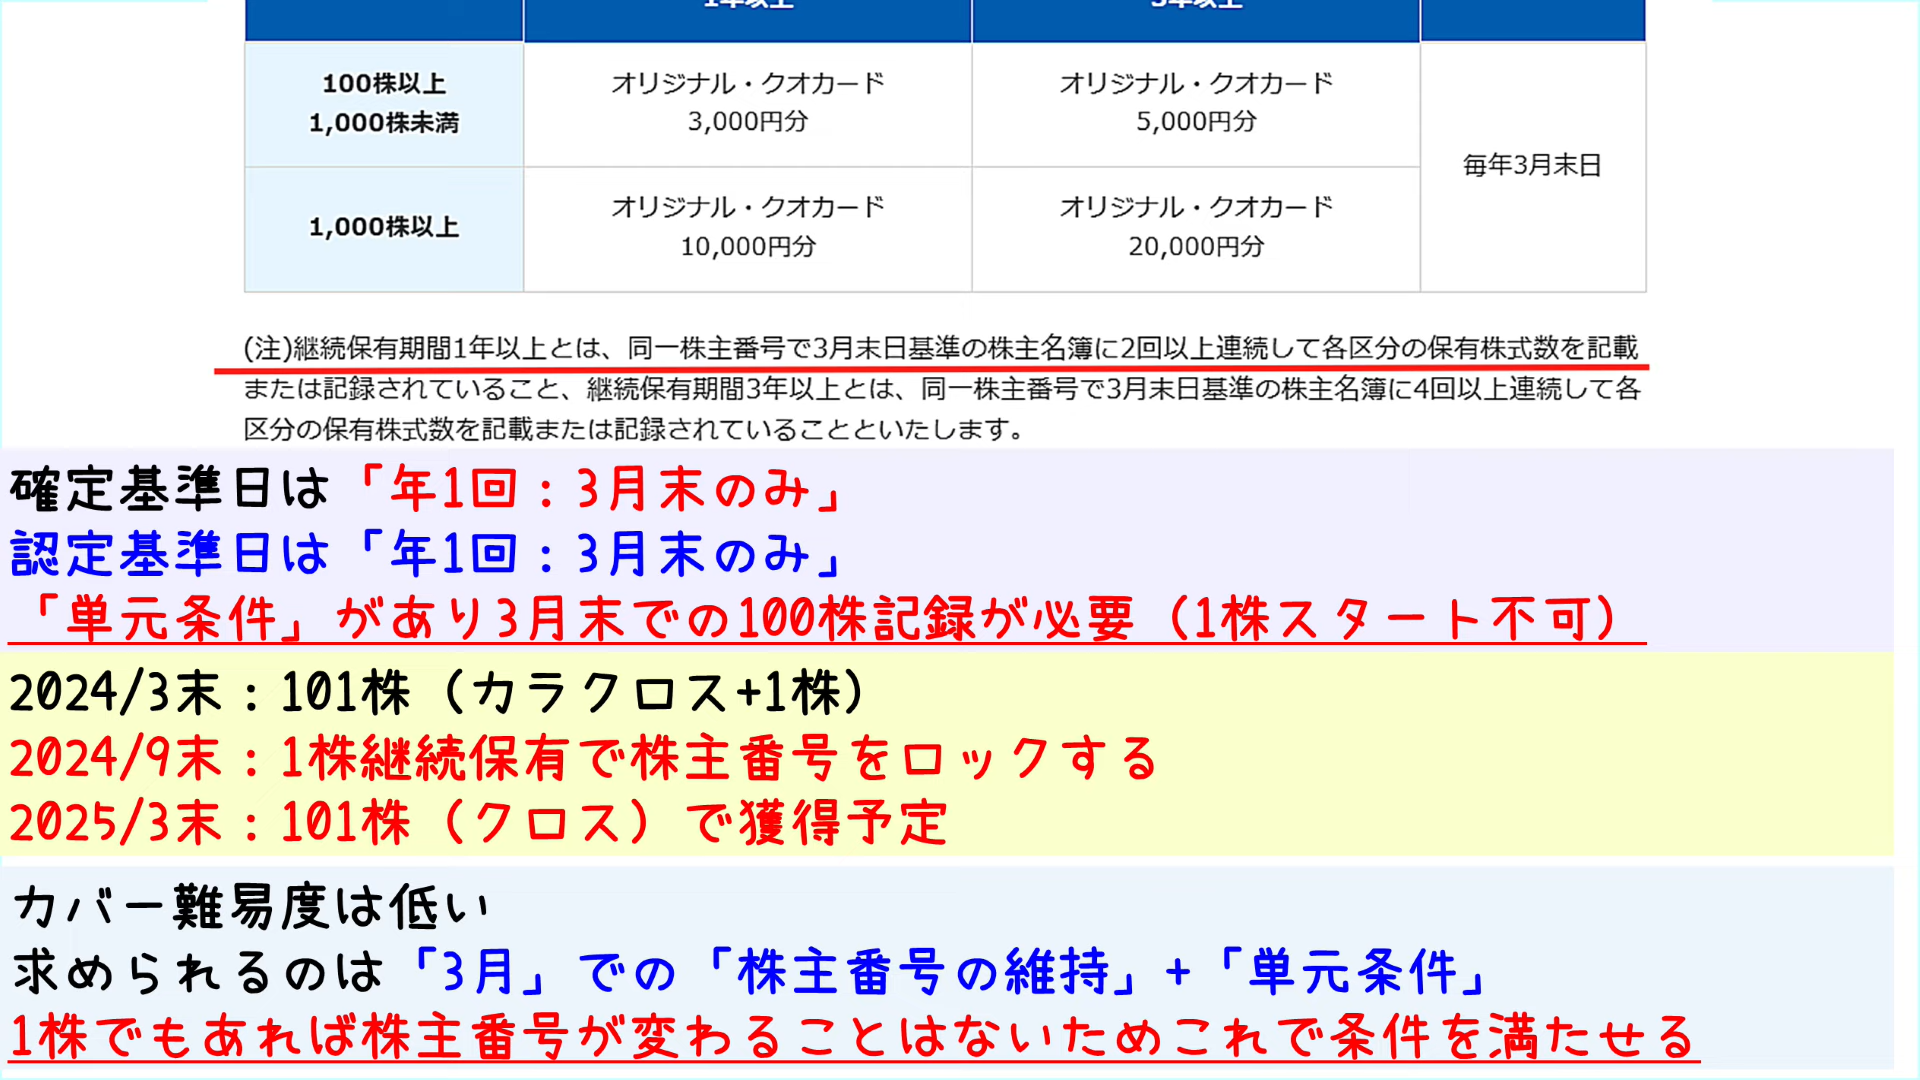 1年以上 3年以上
100株以上
1,000株未満
オリジナル・クオカード
3,000円分
オリジナル・クオカード
5,000円分
毎年3月末日
1,000株以上
オリジナル・クオカード
10,000円分
オリジナル・クオカード
20,000円分
(注)継続保有期間1年以上とは、同一株主番号で3月末日基準の株主名簿に2回以上連続して各区分の保有株式数を記載
または記録されていること、継続保有期間3年以上とは、同一株主番号で3月末日基準の株主名簿に4回以上連続して各
区分の保有株式数を記載または記録されていることといたします。
確定基準日は「年1回：3月末のみ」
認定基準日は「年1回：3月末のみ」
「単元条件」があり3月末での100株記録が必要（1株スタート不可）
2024/3末：101株（カラクロス+1株）
2024/9末：1株継続保有で株主番号をロックする
2025/3末：101株（クロス）で獲得予定
カバー難易度は低い
求められるのは「3月」での「株主番号の維持」+「単元条件」
1株でもあれば株主番号が変わることはないためこれで条件を満たせる